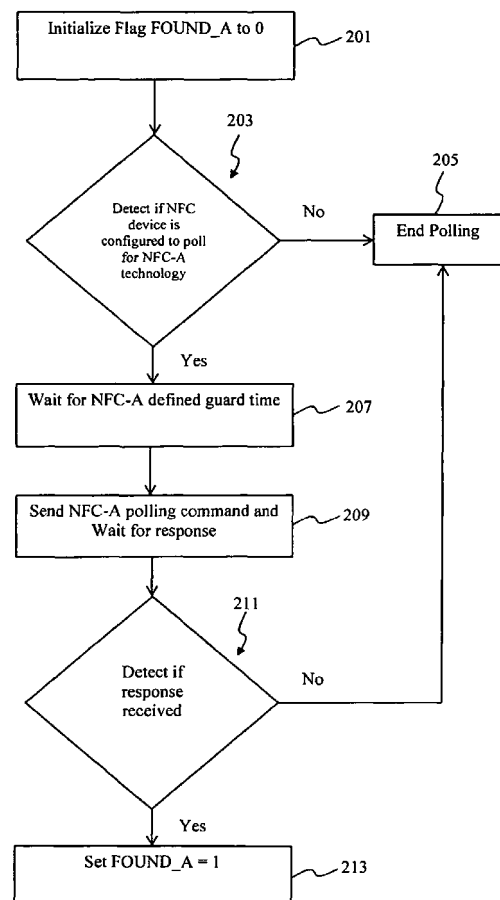 Initialize Flag FOUND_A to 0
201
203
Detect if NFC
device is
configured to poll
for NFC-A
technology
No
205
End Polling
Yes
Wait for NFC-A defined guard time
207
Send NFC-A polling command and
Wait for response
209
211
Detect if
response
received
No
Yes
Set FOUND_A = 1
213